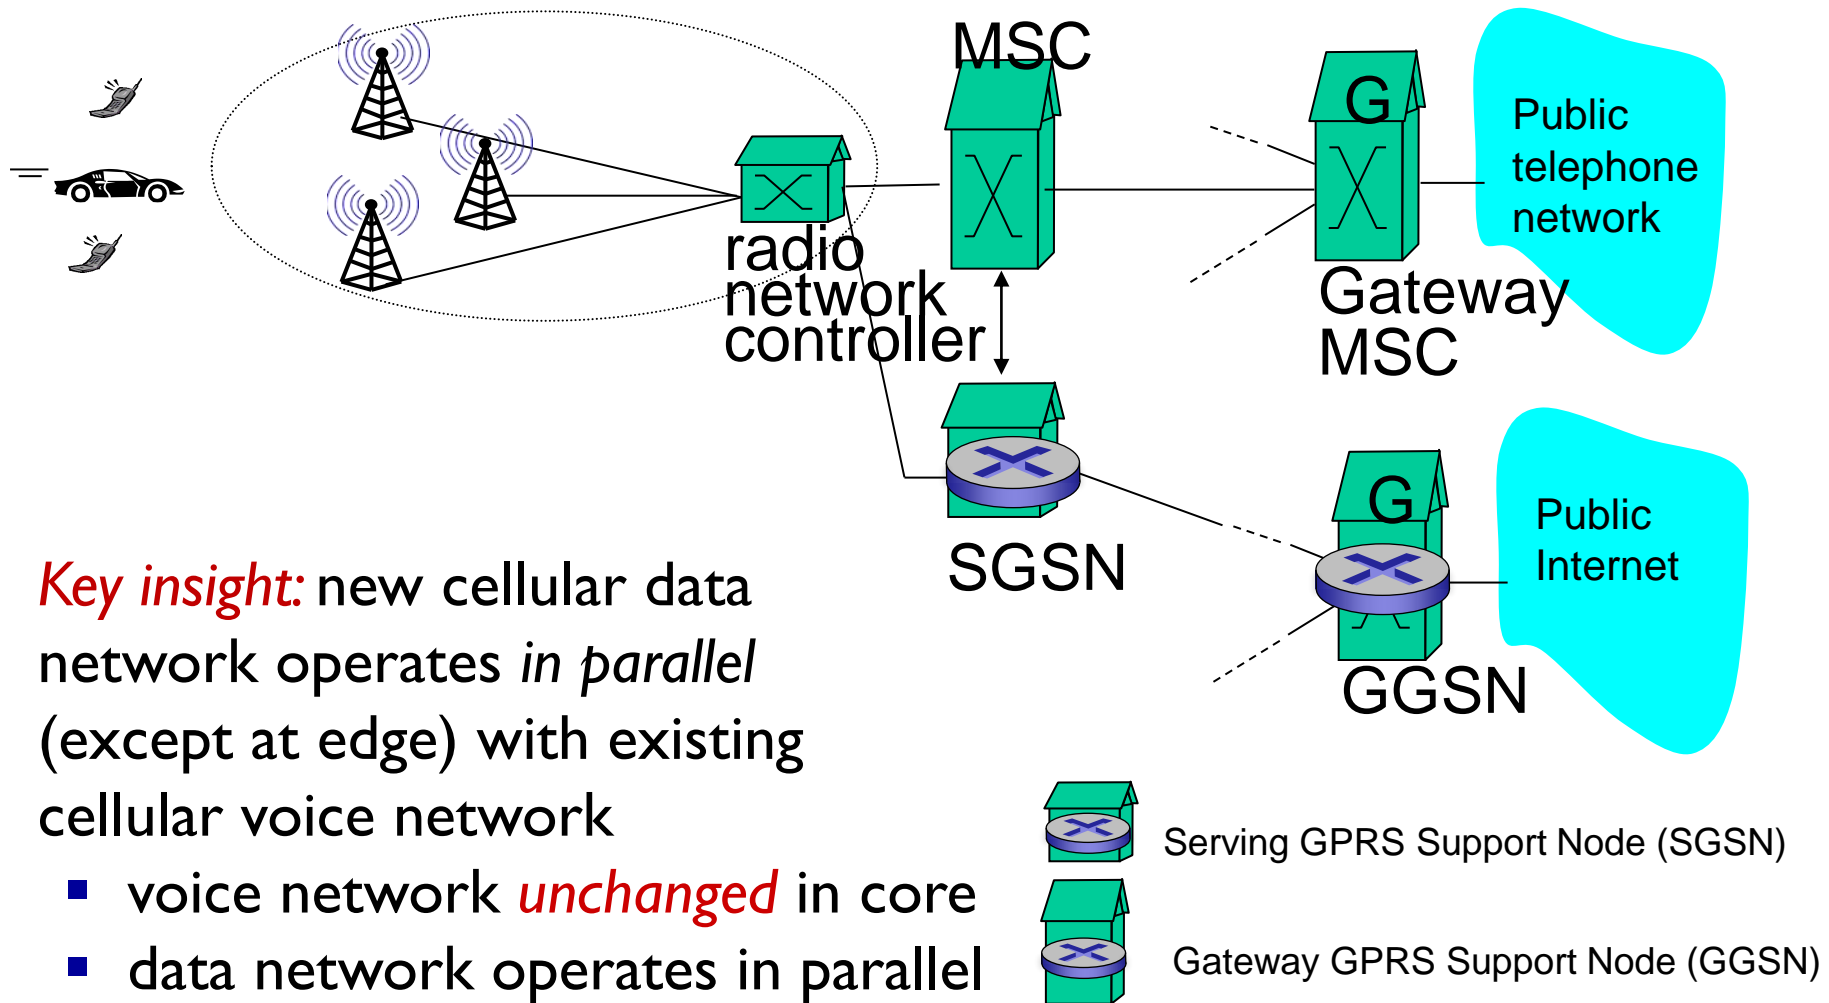 MSC
G
Public
telephone
network
radio
network
controller
Gateway
MSC
G
Public
Internet
SGSN
GGSN
Key insight: new cellular data
network operates in parallel
(except at edge) with existing
cellular voice network
voice network unchanged in core
data network operates in parallel
Serving GPRS Support Node (SGSN)
Gateway GPRS Support Node (GGSN)